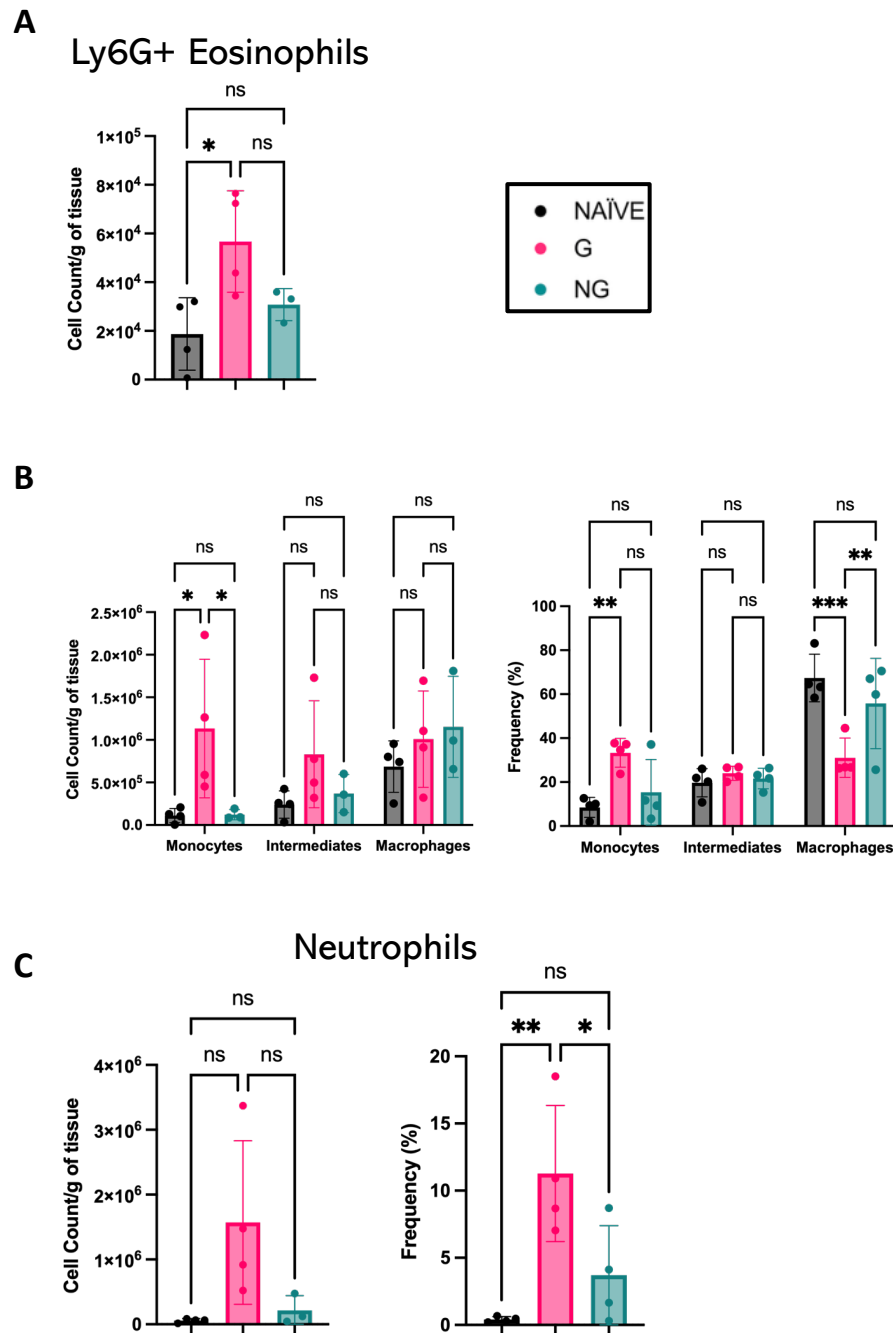 A
Ly6G+ Eosinophils
ns
*
ns
Cell Count/g of tissue
1×10⁵
8×10⁴
6×10⁴
4×10⁴
2×10⁴
0
NAÏVE
G
NG
B
ns
*
*
ns
ns
ns
ns
ns
ns
Cell Count/g of tissue
2.5×10⁶
2.0×10⁶
1.5×10⁶
1.0×10⁶
5.0×10⁵
0.0
Monocytes
Intermediates
Macrophages
ns
**
ns
ns
ns
ns
ns
***
**
Frequency (%)
100
80
60
40
20
0
Monocytes
Intermediates
Macrophages
C
Neutrophils
ns
ns
ns
Cell Count/g of tissue
4×10⁶
3×10⁶
2×10⁶
1×10⁶
0
ns
**
*
Frequency (%)
20
15
10
5
0